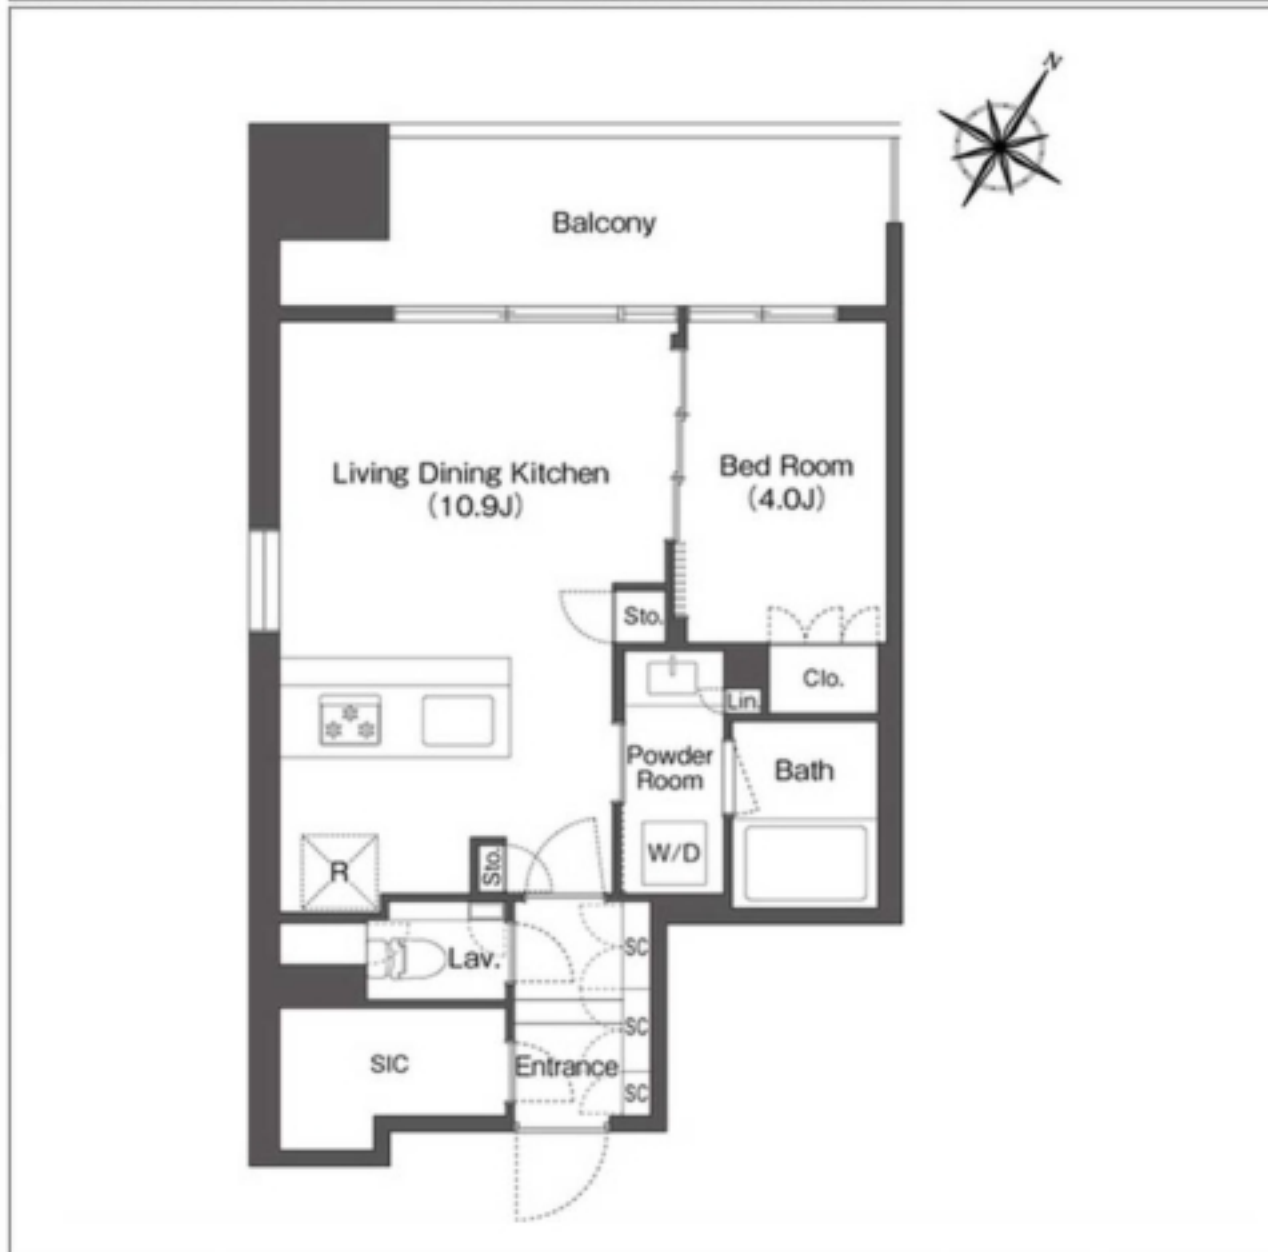 N
Balcony
Living Dining Kitchen
(10.9J)
Bed Room
(4.0J)
Sto.
Clo.
Lin.
Powder
Room
Bath
W/D
R
Sto.
Lav.
SC
SC
SIC
Entrance
SC